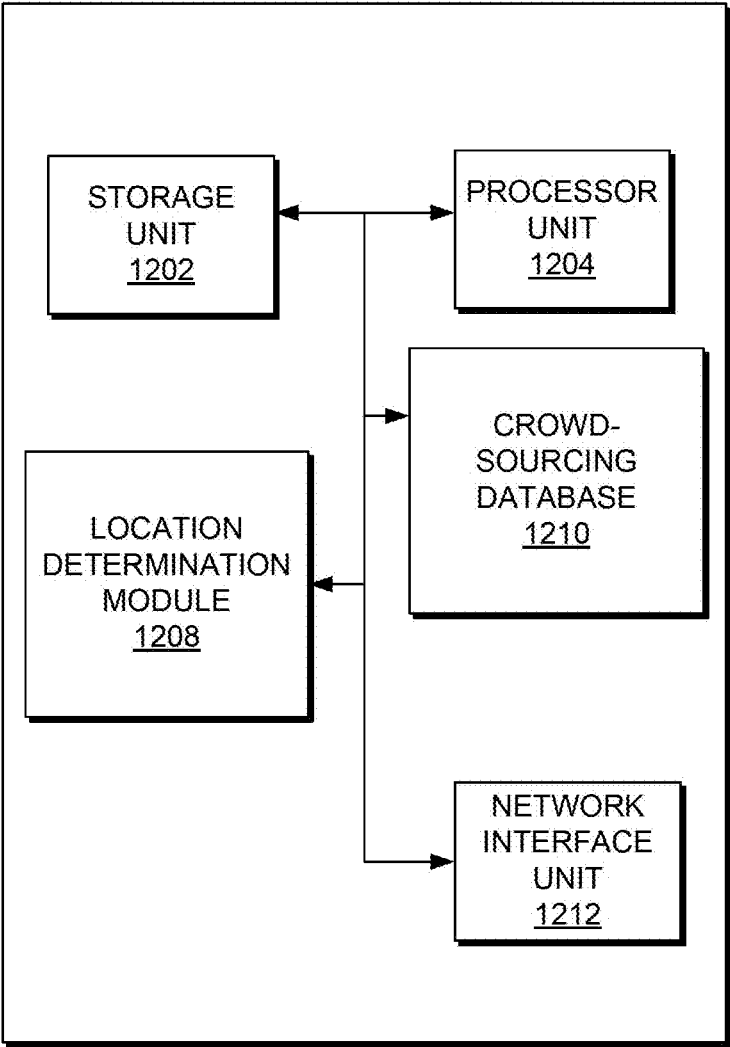 STORAGE
UNIT
1202
PROCESSOR
UNIT
1204
CROWD-
SOURCING
DATABASE
1210
LOCATION
DETERMINATION
MODULE
1208
NETWORK
INTERFACE
UNIT
1212